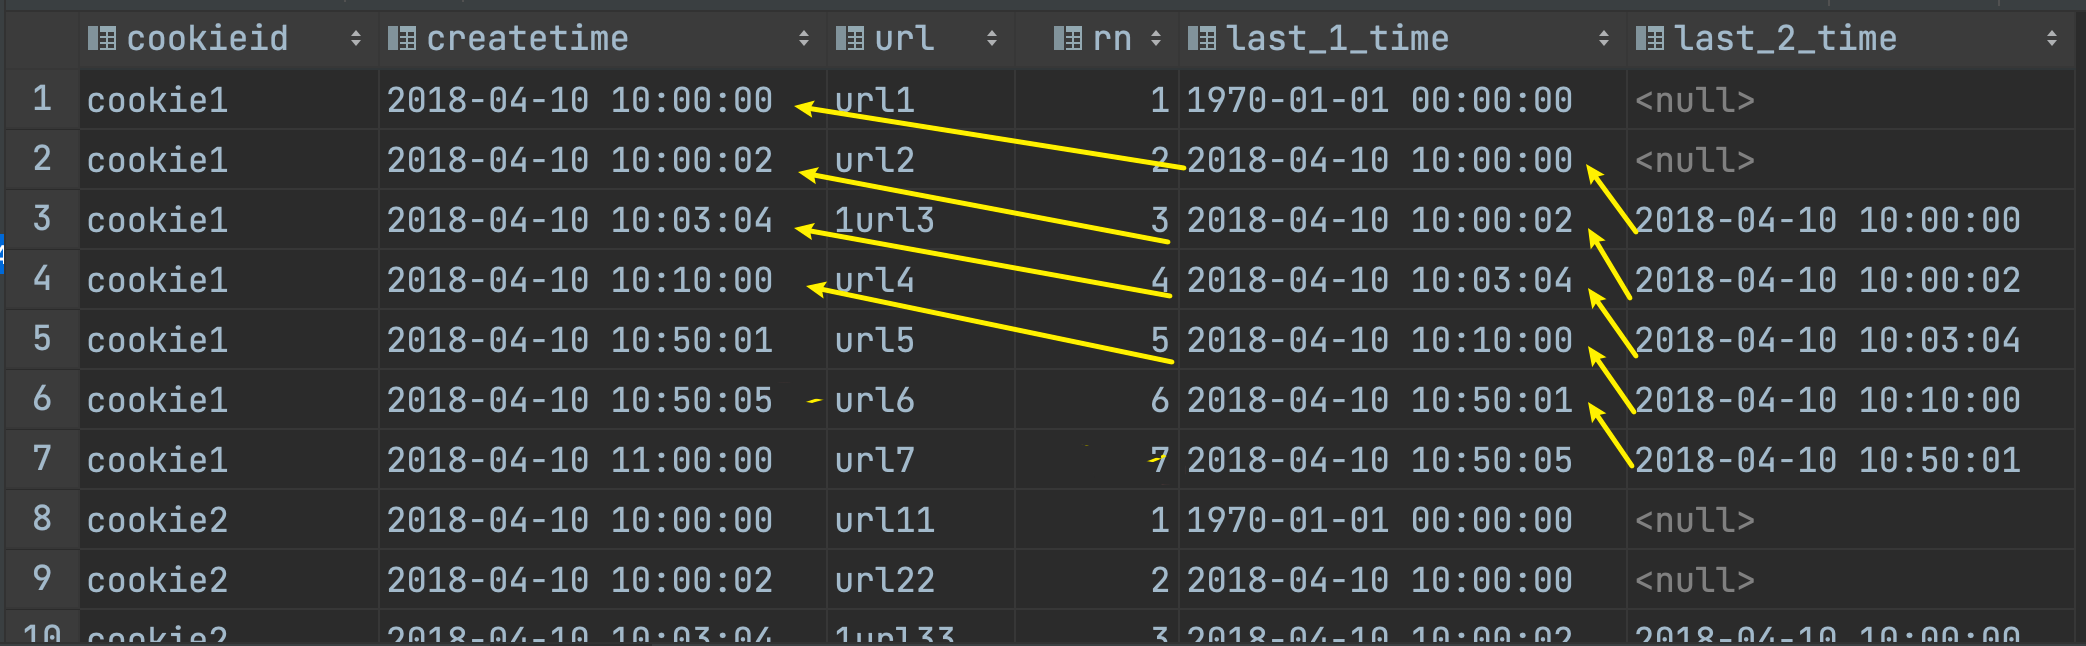 cookieid createtime url rn last_1_time last_2_time
1 cookie1 2018-04-10 10:00:00 url1 1 1970-01-01 00:00:00 <null>
2 cookie1 2018-04-10 10:00:02 url2 2 2018-04-10 10:00:00 <null>
3 cookie1 2018-04-10 10:03:04 1url3 3 2018-04-10 10:00:02 2018-04-10 10:00:00
4 cookie1 2018-04-10 10:10:00 url4 4 2018-04-10 10:03:04 2018-04-10 10:00:02
5 cookie1 2018-04-10 10:50:01 url5 5 2018-04-10 10:10:00 2018-04-10 10:03:04
6 cookie1 2018-04-10 10:50:05 url6 6 2018-04-10 10:50:01 2018-04-10 10:10:00
7 cookie1 2018-04-10 11:00:00 url7 7 2018-04-10 10:50:05 2018-04-10 10:50:01
8 cookie2 2018-04-10 10:00:00 url11 1 1970-01-01 00:00:00 <null>
9 cookie2 2018-04-10 10:00:02 url22 2 2018-04-10 10:00:00 <null>
10 cookie2 2018-04-10 10:03:04 1url33 3 2018-04-10 10:00:02 2018-04-10 10:00:00